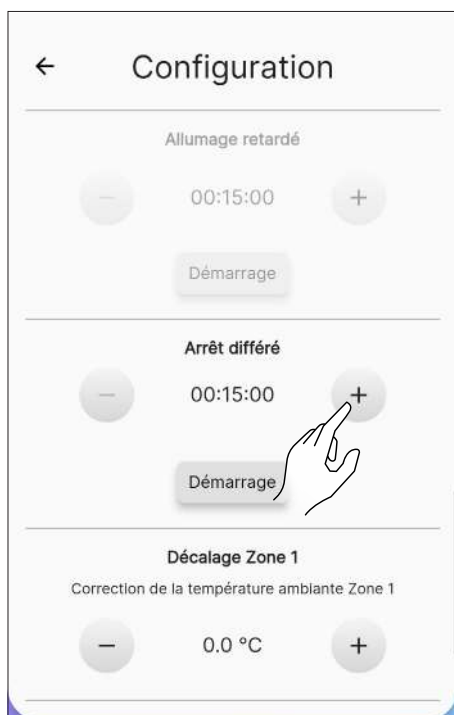 ← Configuration
Allumage retardé
− 00:15:00 +
Démarrage
Arrêt différé
− 00:15:00 +
Démarrage
Décalage Zone 1
Correction de la température ambiante Zone 1
− 0.0 °C +